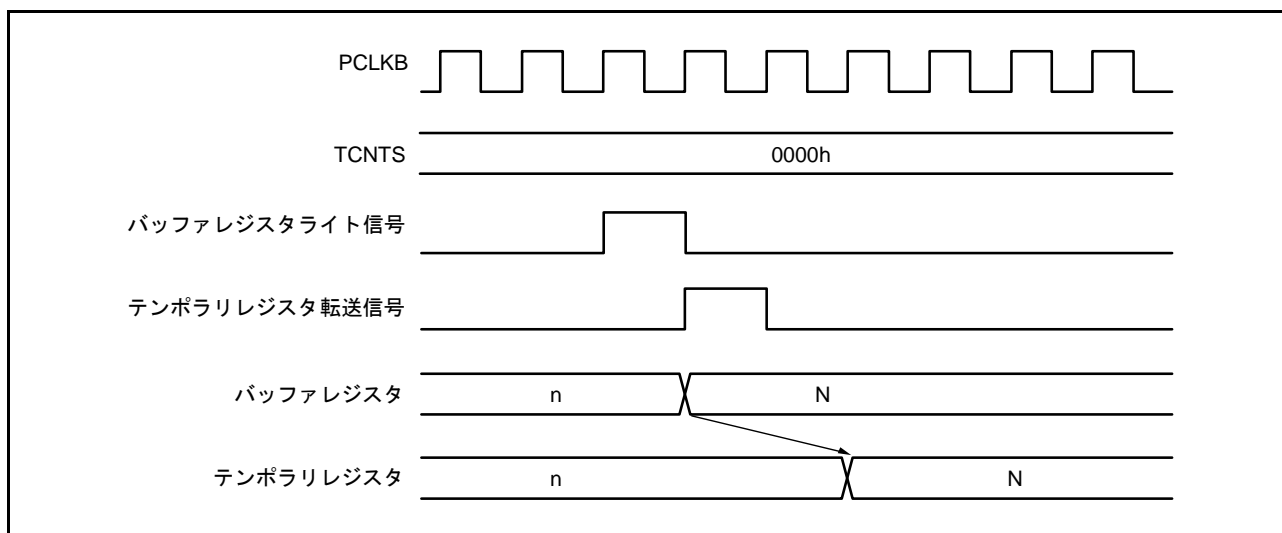 PCLKB
TCNTS 0000h
バッファレジスタライト信号
テンポラリレジスタ転送信号
バッファレジスタ n N
テンポラリレジスタ n N